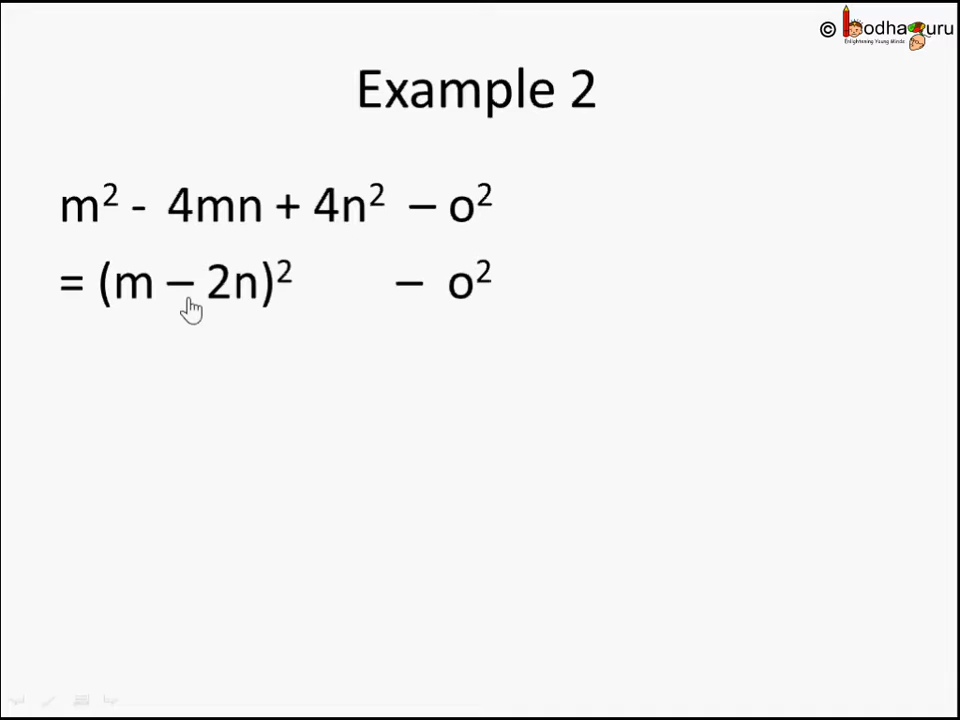 © BodhaGuru
Enlightening Young Minds
Example 2
m² - 4mn + 4n² – o²
= (m – 2n)² – o²